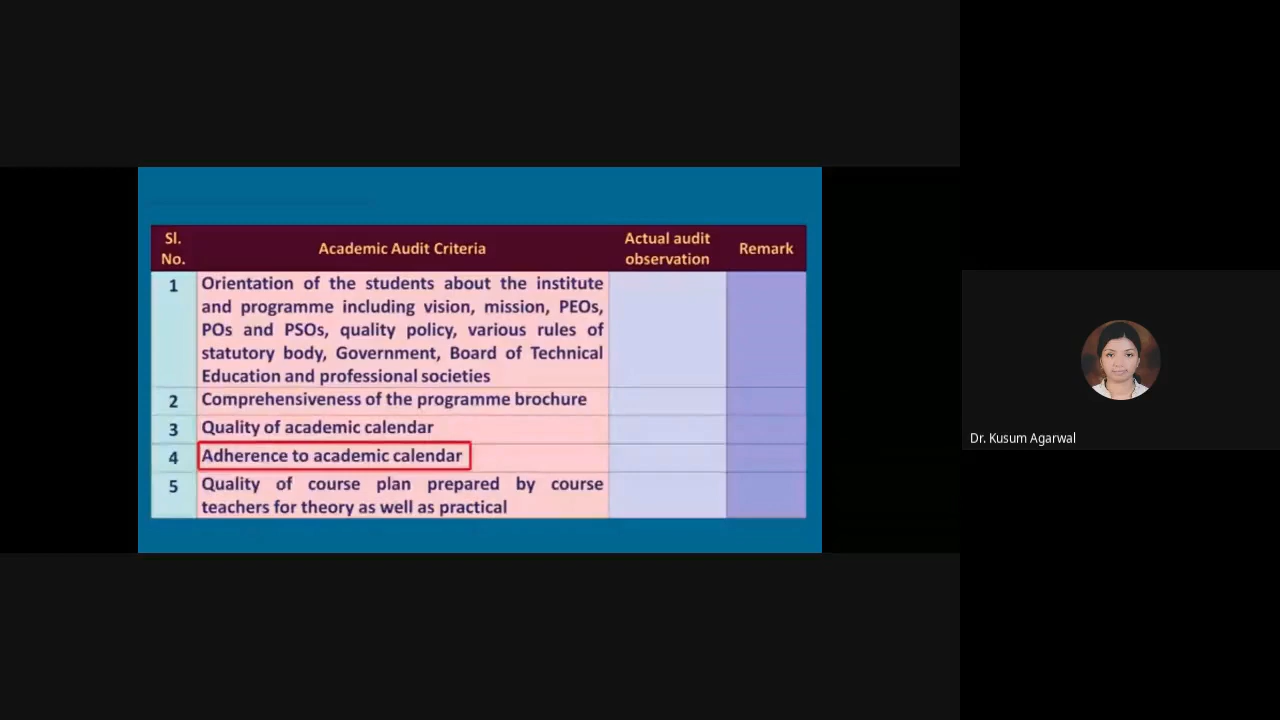 Sl.
No.
Academic Audit Criteria
Actual audit
observation
Remark
1
Orientation of the students about the institute
and programme including vision, mission, PEOs,
POs and PSOs, quality policy, various rules of
statutory body, Government, Board of Technical
Education and professional societies
2
Comprehensiveness of the programme brochure
3
Quality of academic calendar
4
Adherence to academic calendar
5
Quality of course plan prepared by course
teachers for theory as well as practical
Dr. Kusum Agarwal